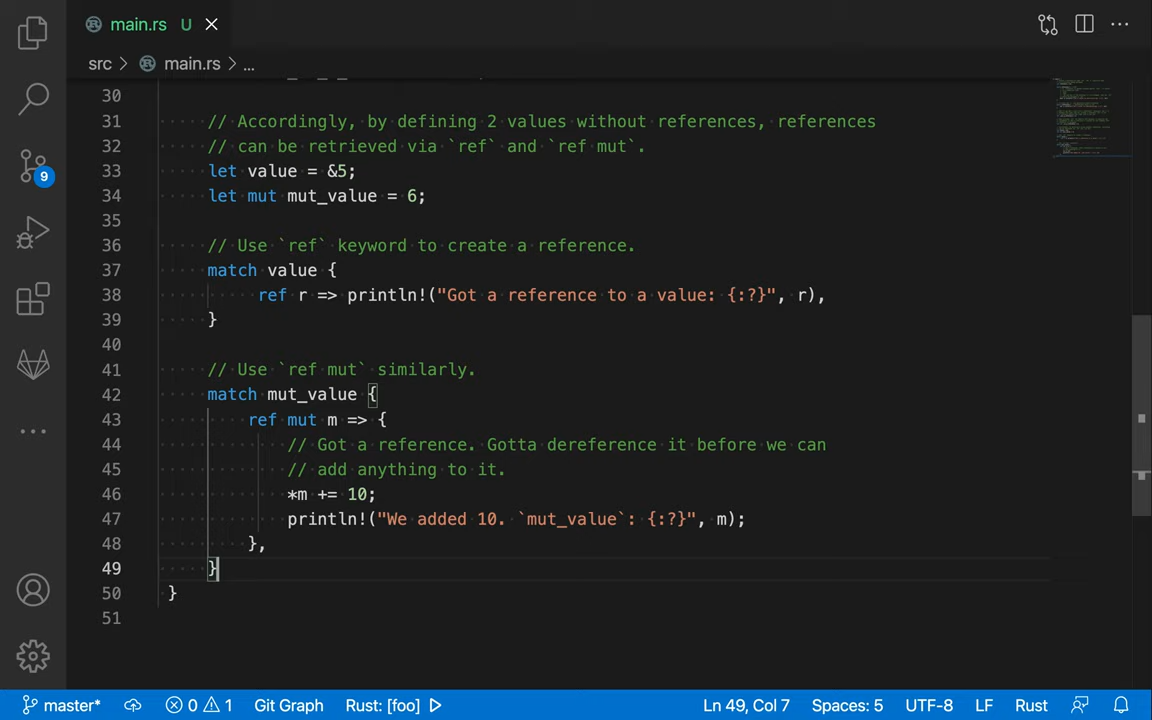 main.rs U
src > main.rs > ...
30
31 // Accordingly, by defining 2 values without references, references
32 // can be retrieved via `ref` and `ref mut`.
33 let value = &5;
34 let mut mut_value = 6;
35
36 // Use `ref` keyword to create a reference.
37 match value {
38 ref r => println!("Got a reference to a value: {:?}", r),
39 }
40
41 // Use `ref mut` similarly.
42 match mut_value {
43 ref mut m => {
44 // Got a reference. Gotta dereference it before we can
45 // add anything to it.
46 *m += 10;
47 println!("We added 10. `mut_value`: {:?}", m);
48 },
49 }
50 }
51
9
master* 0 1 Git Graph Rust: [foo] Ln 49, Col 7 Spaces: 5 UTF-8 LF Rust